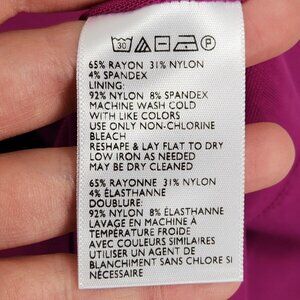 30 P
65% RAYON 31% NYLON
4% SPANDEX
LINING:
92% NYLON 8% SPANDEX
MACHINE WASH COLD
WITH LIKE COLORS
USE ONLY NON-CHLORINE
BLEACH
RESHAPE & LAY FLAT TO DRY
LOW IRON AS NEEDED
MAY BE DRY CLEANED
65% RAYONNE 31% NYLON
4% ÉLASTHANNE
DOUBLURE:
92% NYLON 8% ÉLASTHANNE
LAVAGE EN MACHINE À
TEMPÉRATURE FROIDE
AVEC COULEURS SIMILAIRES
UTILISER UN AGENT DE
BLANCHIMENT SANS CHLORE SI
NÉCESSAIRE